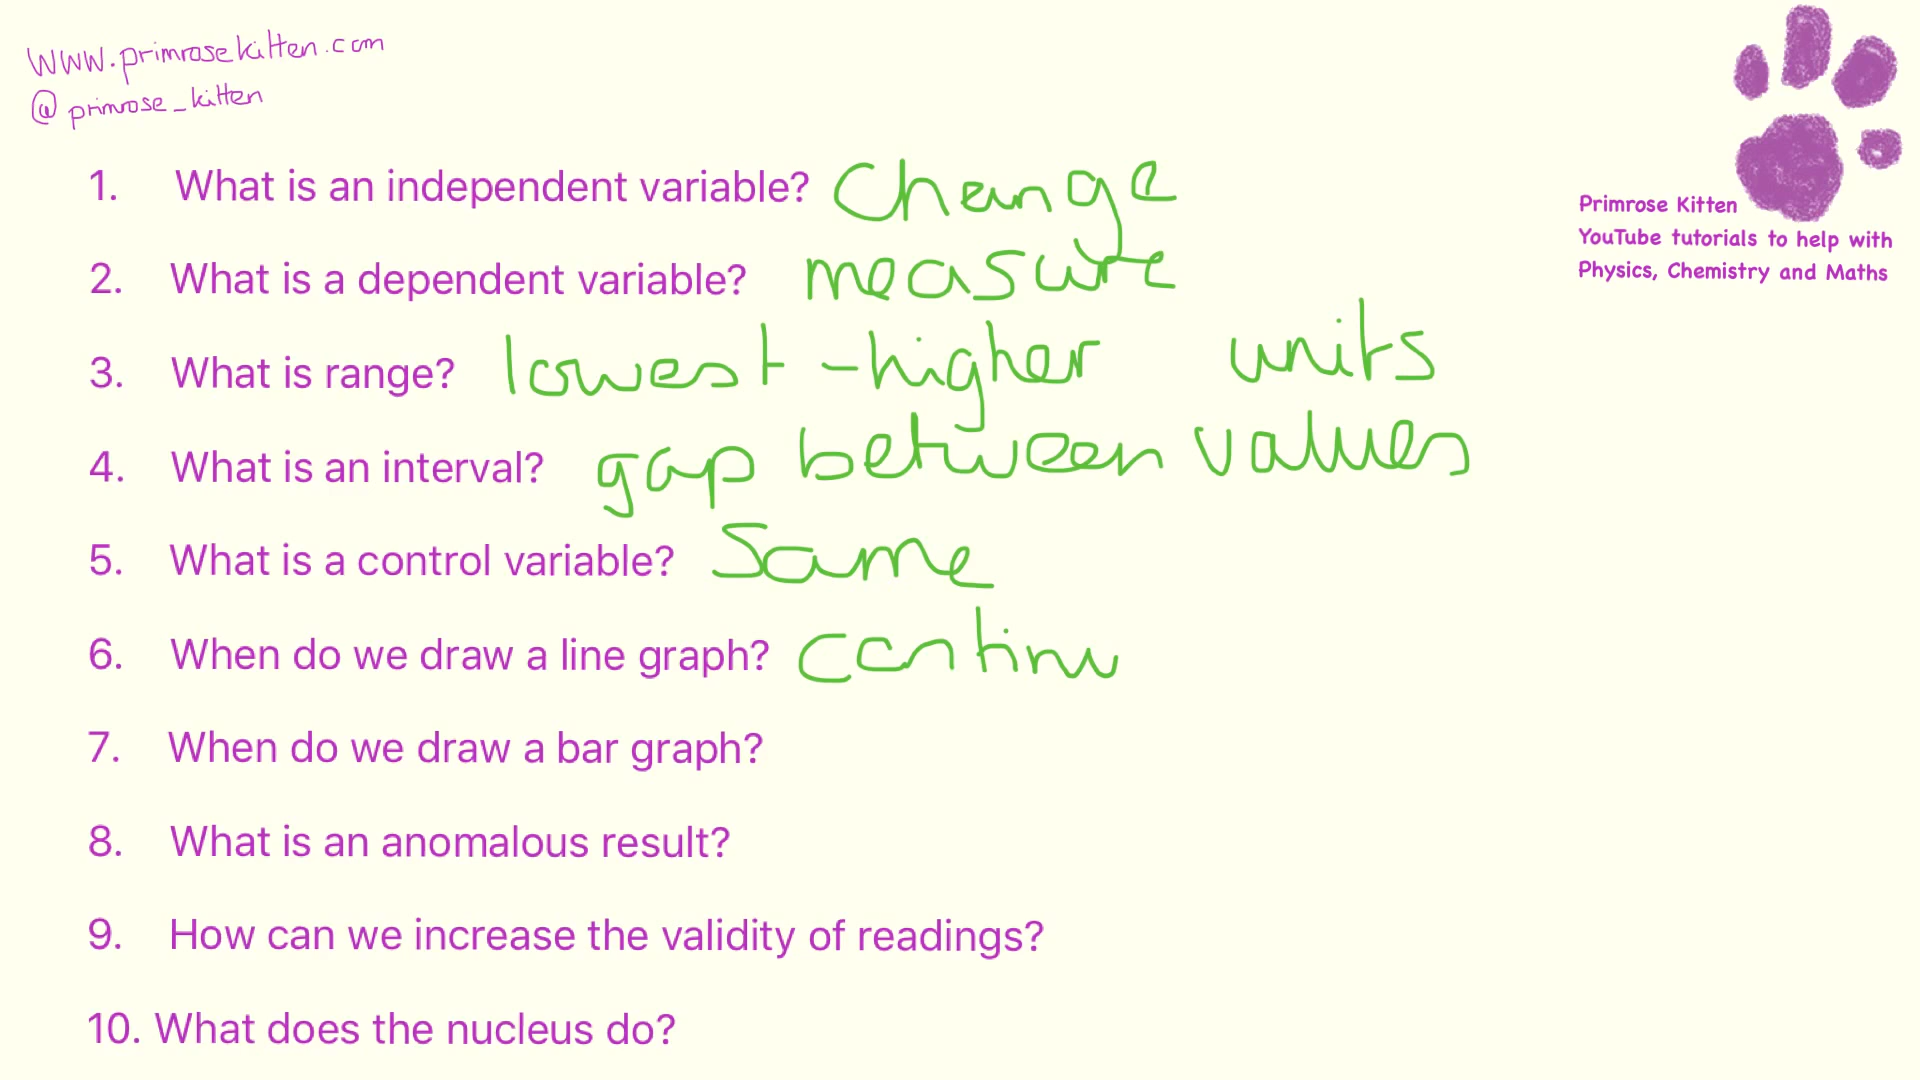 www.primrosekitten.com
@primrose_kitten
Primrose Kitten
YouTube tutorials to help with
Physics, Chemistry and Maths
1. What is an independent variable? Change
2. What is a dependent variable? measure
3. What is range? lowest - higher units
4. What is an interval? gap between values
5. What is a control variable? Same
6. When do we draw a line graph? continu
7. When do we draw a bar graph?
8. What is an anomalous result?
9. How can we increase the validity of readings?
10. What does the nucleus do?